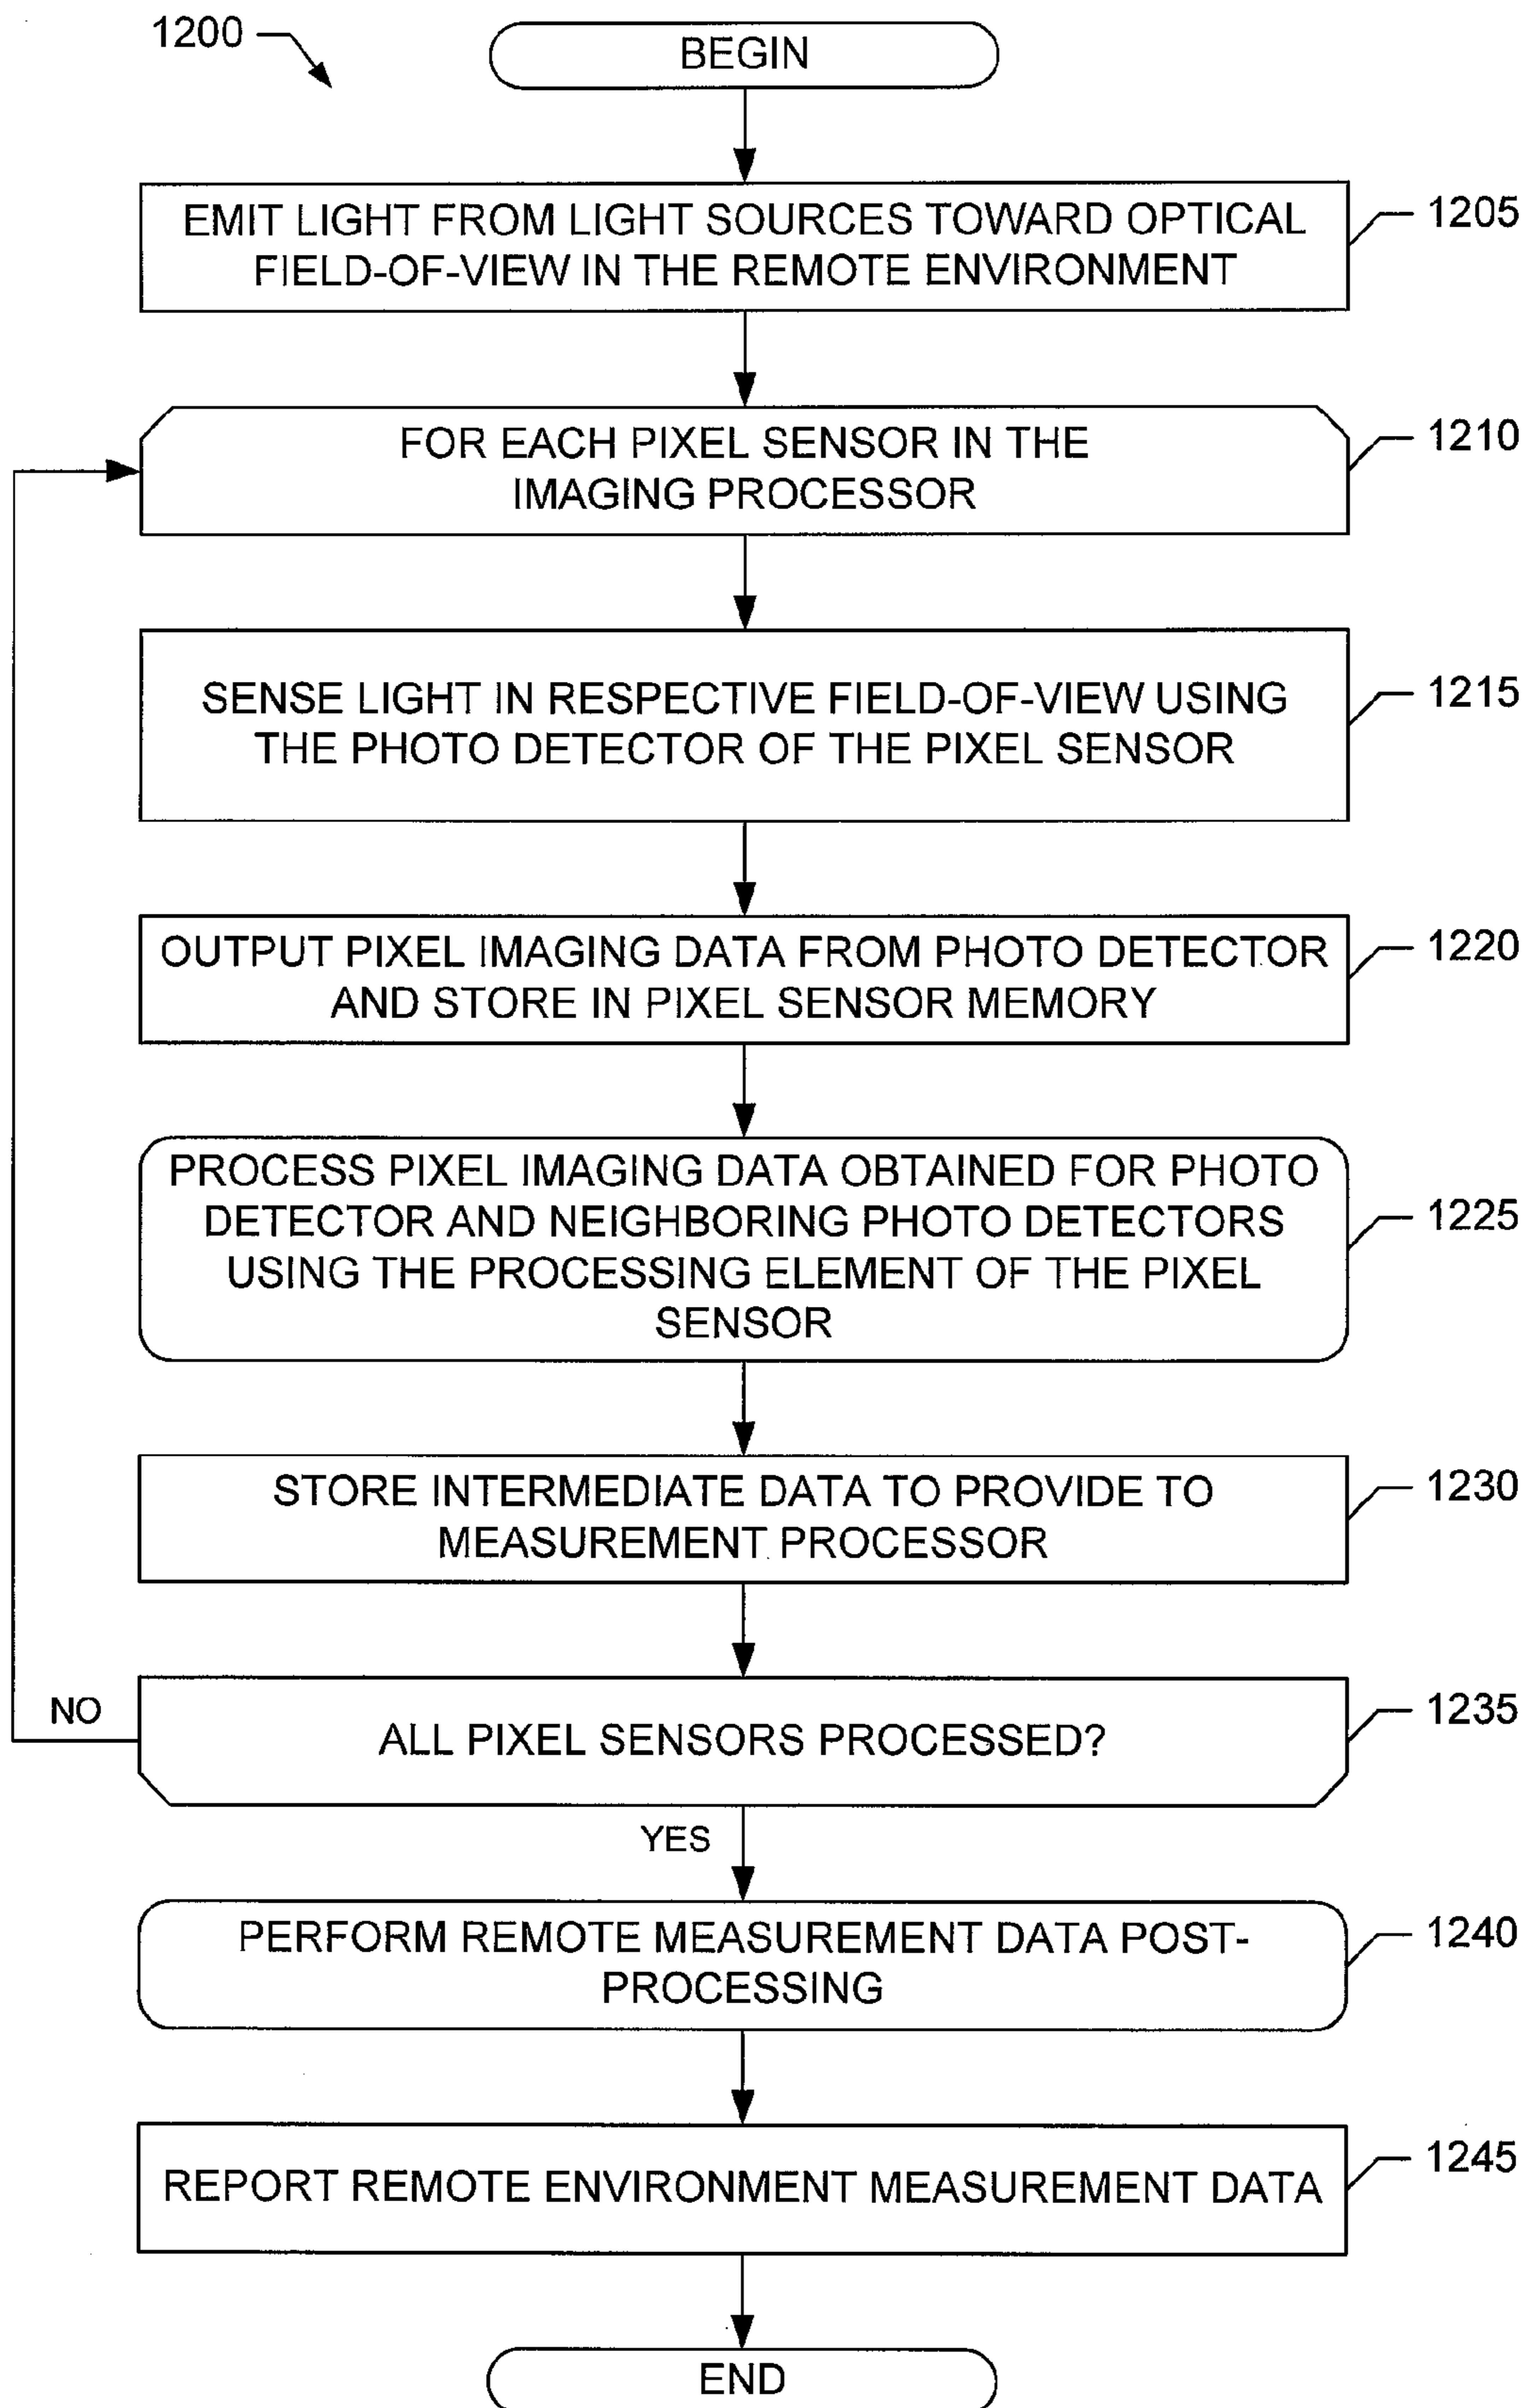 1200
BEGIN
EMIT LIGHT FROM LIGHT SOURCES TOWARD OPTICAL
FIELD-OF-VIEW IN THE REMOTE ENVIRONMENT
1205
FOR EACH PIXEL SENSOR IN THE
IMAGING PROCESSOR
1210
SENSE LIGHT IN RESPECTIVE FIELD-OF-VIEW USING
THE PHOTO DETECTOR OF THE PIXEL SENSOR
1215
OUTPUT PIXEL IMAGING DATA FROM PHOTO DETECTOR
AND STORE IN PIXEL SENSOR MEMORY
1220
PROCESS PIXEL IMAGING DATA OBTAINED FOR PHOTO
DETECTOR AND NEIGHBORING PHOTO DETECTORS
USING THE PROCESSING ELEMENT OF THE PIXEL
SENSOR
1225
STORE INTERMEDIATE DATA TO PROVIDE TO
MEASUREMENT PROCESSOR
1230
NO
ALL PIXEL SENSORS PROCESSED?
1235
YES
PERFORM REMOTE MEASUREMENT DATA POST-
PROCESSING
1240
REPORT REMOTE ENVIRONMENT MEASUREMENT DATA
1245
END